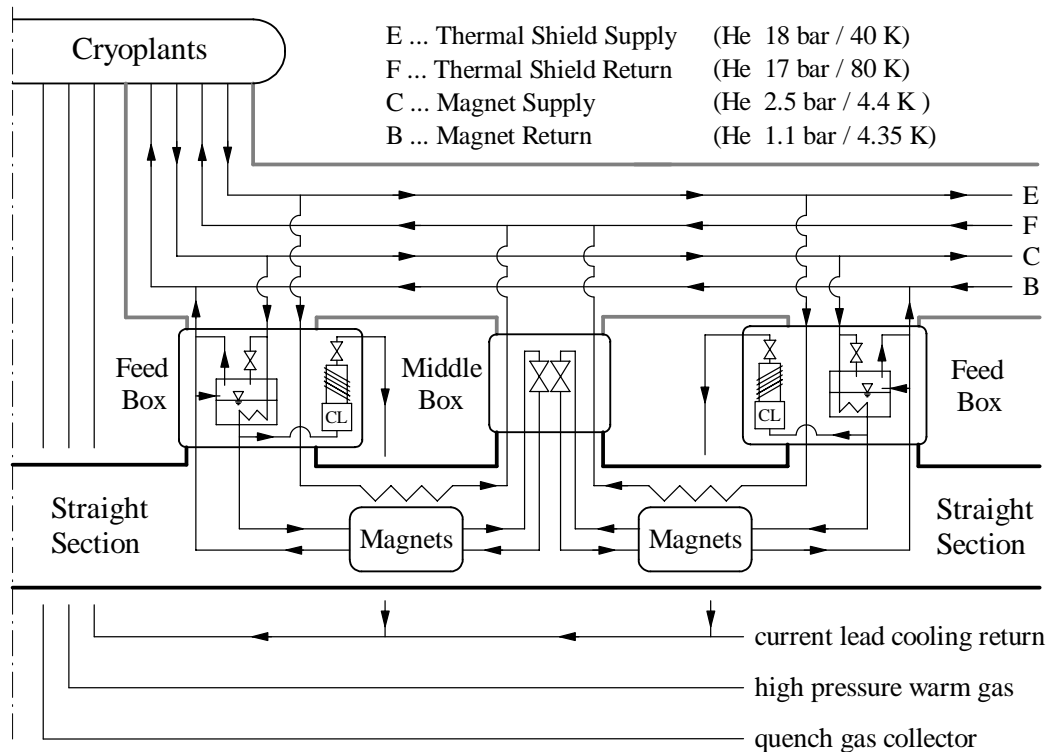 Cryoplants
E ... Thermal Shield Supply (He 18 bar / 40 K)
F ... Thermal Shield Return (He 17 bar / 80 K)
C ... Magnet Supply (He 2.5 bar / 4.4 K )
B ... Magnet Return (He 1.1 bar / 4.35 K)
E
F
C
B
Feed
Box
CL
Middle
Box
CL
Feed
Box
Straight
Section
Magnets
Magnets
Straight
Section
current lead cooling return
high pressure warm gas
quench gas collector